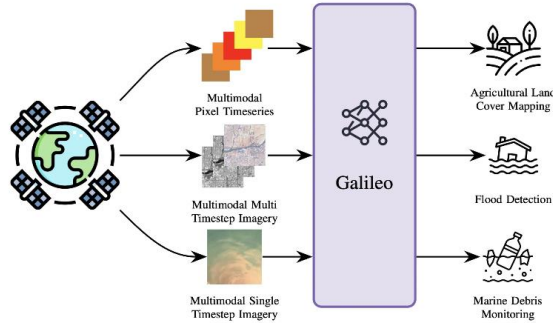 Multimodal
Pixel Timeseries
Multimodal Multi
Timestep Imagery
Multimodal Single
Timestep Imagery
Galileo
Agricultural Land
Cover Mapping
Flood Detection
Marine Debris
Monitoring